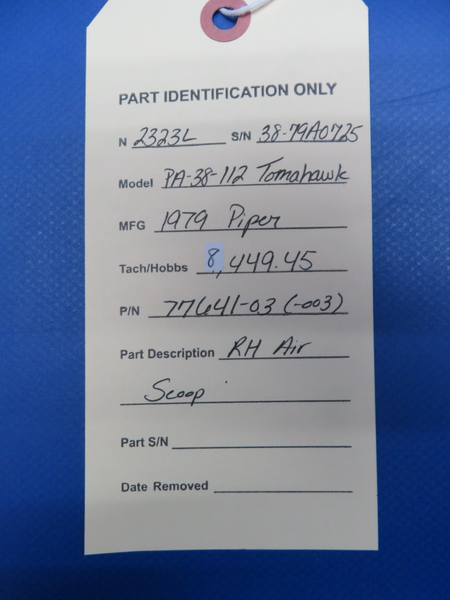 PART IDENTIFICATION ONLY
N 2323L S/N 38-79A0725
Model PA-38-112 Tomahawk
MFG 1979 Piper
Tach/Hobbs 8,449.45
P/N 77641-03 (-003)
Part Description RH Air
Scoop
Part S/N
Date Removed